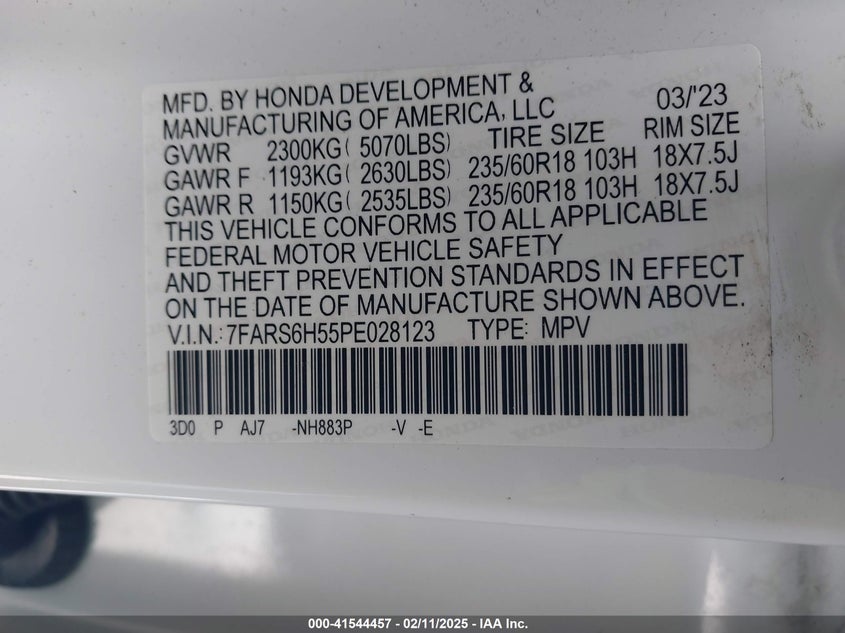 MFD. BY HONDA DEVELOPMENT &
MANUFACTURING OF AMERICA, LLC 03/'23
GVWR 2300KG( 5070LBS) TIRE SIZE RIM SIZE
GAWR F 1193KG( 2630LBS) 235/60R18 103H 18X7.5J
GAWR R 1150KG( 2535LBS) 235/60R18 103H 18X7.5J
THIS VEHICLE CONFORMS TO ALL APPLICABLE
FEDERAL MOTOR VEHICLE SAFETY
AND THEFT PREVENTION STANDARDS IN EFFECT
ON THE DATE OF MANUFACTURE SHOWN ABOVE.
V.I.N.:7FARS6H55PE028123 TYPE: MPV
3D0 P AJ7 -NH883P -V -E
000-41544457 - 02/11/2025 - IAA Inc.